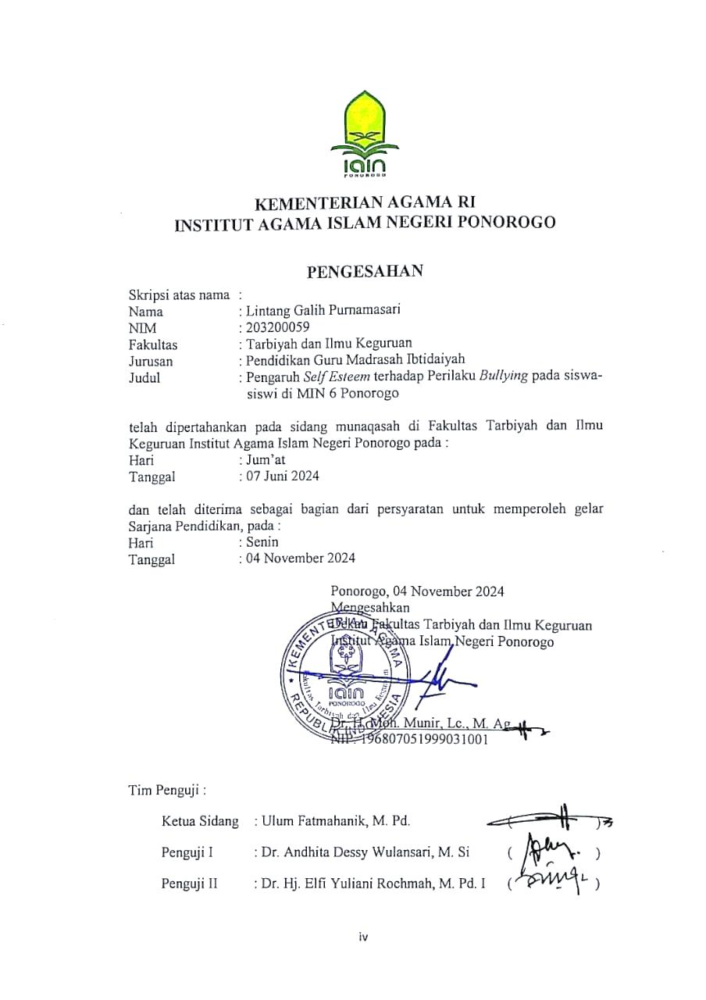 iain
PONOROGO
KEMENTERIAN AGAMA RI
INSTITUT AGAMA ISLAM NEGERI PONOROGO
PENGESAHAN
Skripsi atas nama :
Nama : Lintang Galih Purnamasari
NIM : 203200059
Fakultas : Tarbiyah dan Ilmu Keguruan
Jurusan : Pendidikan Guru Madrasah Ibtidaiyah
Judul : Pengaruh Self Esteem terhadap Perilaku Bullying pada siswa-
siswi di MIN 6 Ponorogo
telah dipertahankan pada sidang munaqasah di Fakultas Tarbiyah dan Ilmu
Keguruan Institut Agama Islam Negeri Ponorogo pada :
Hari : Jum'at
Tanggal : 07 Juni 2024
dan telah diterima sebagai bagian dari persyaratan untuk memperoleh gelar
Sarjana Pendidikan, pada :
Hari : Senin
Tanggal : 04 November 2024
Ponorogo, 04 November 2024
Mengesahkan
Dekan Fakultas Tarbiyah dan Ilmu Keguruan
Institut Agama Islam Negeri Ponorogo
KEMENTERIAN AGAMA
REPUBLIK INDONESIA
Fakultas Tarbiyah dan Ilmu Keguruan
iain
PONOROGO
Dr. H. Moh. Munir, Lc., M. Ag
NIP. 196807051999031001
Tim Penguji :
Ketua Sidang : Ulum Fatmahanik, M. Pd. ( )
Penguji I : Dr. Andhita Dessy Wulansari, M. Si ( )
Penguji II : Dr. Hj. Elfi Yuliani Rochmah, M. Pd. I ( )
iv